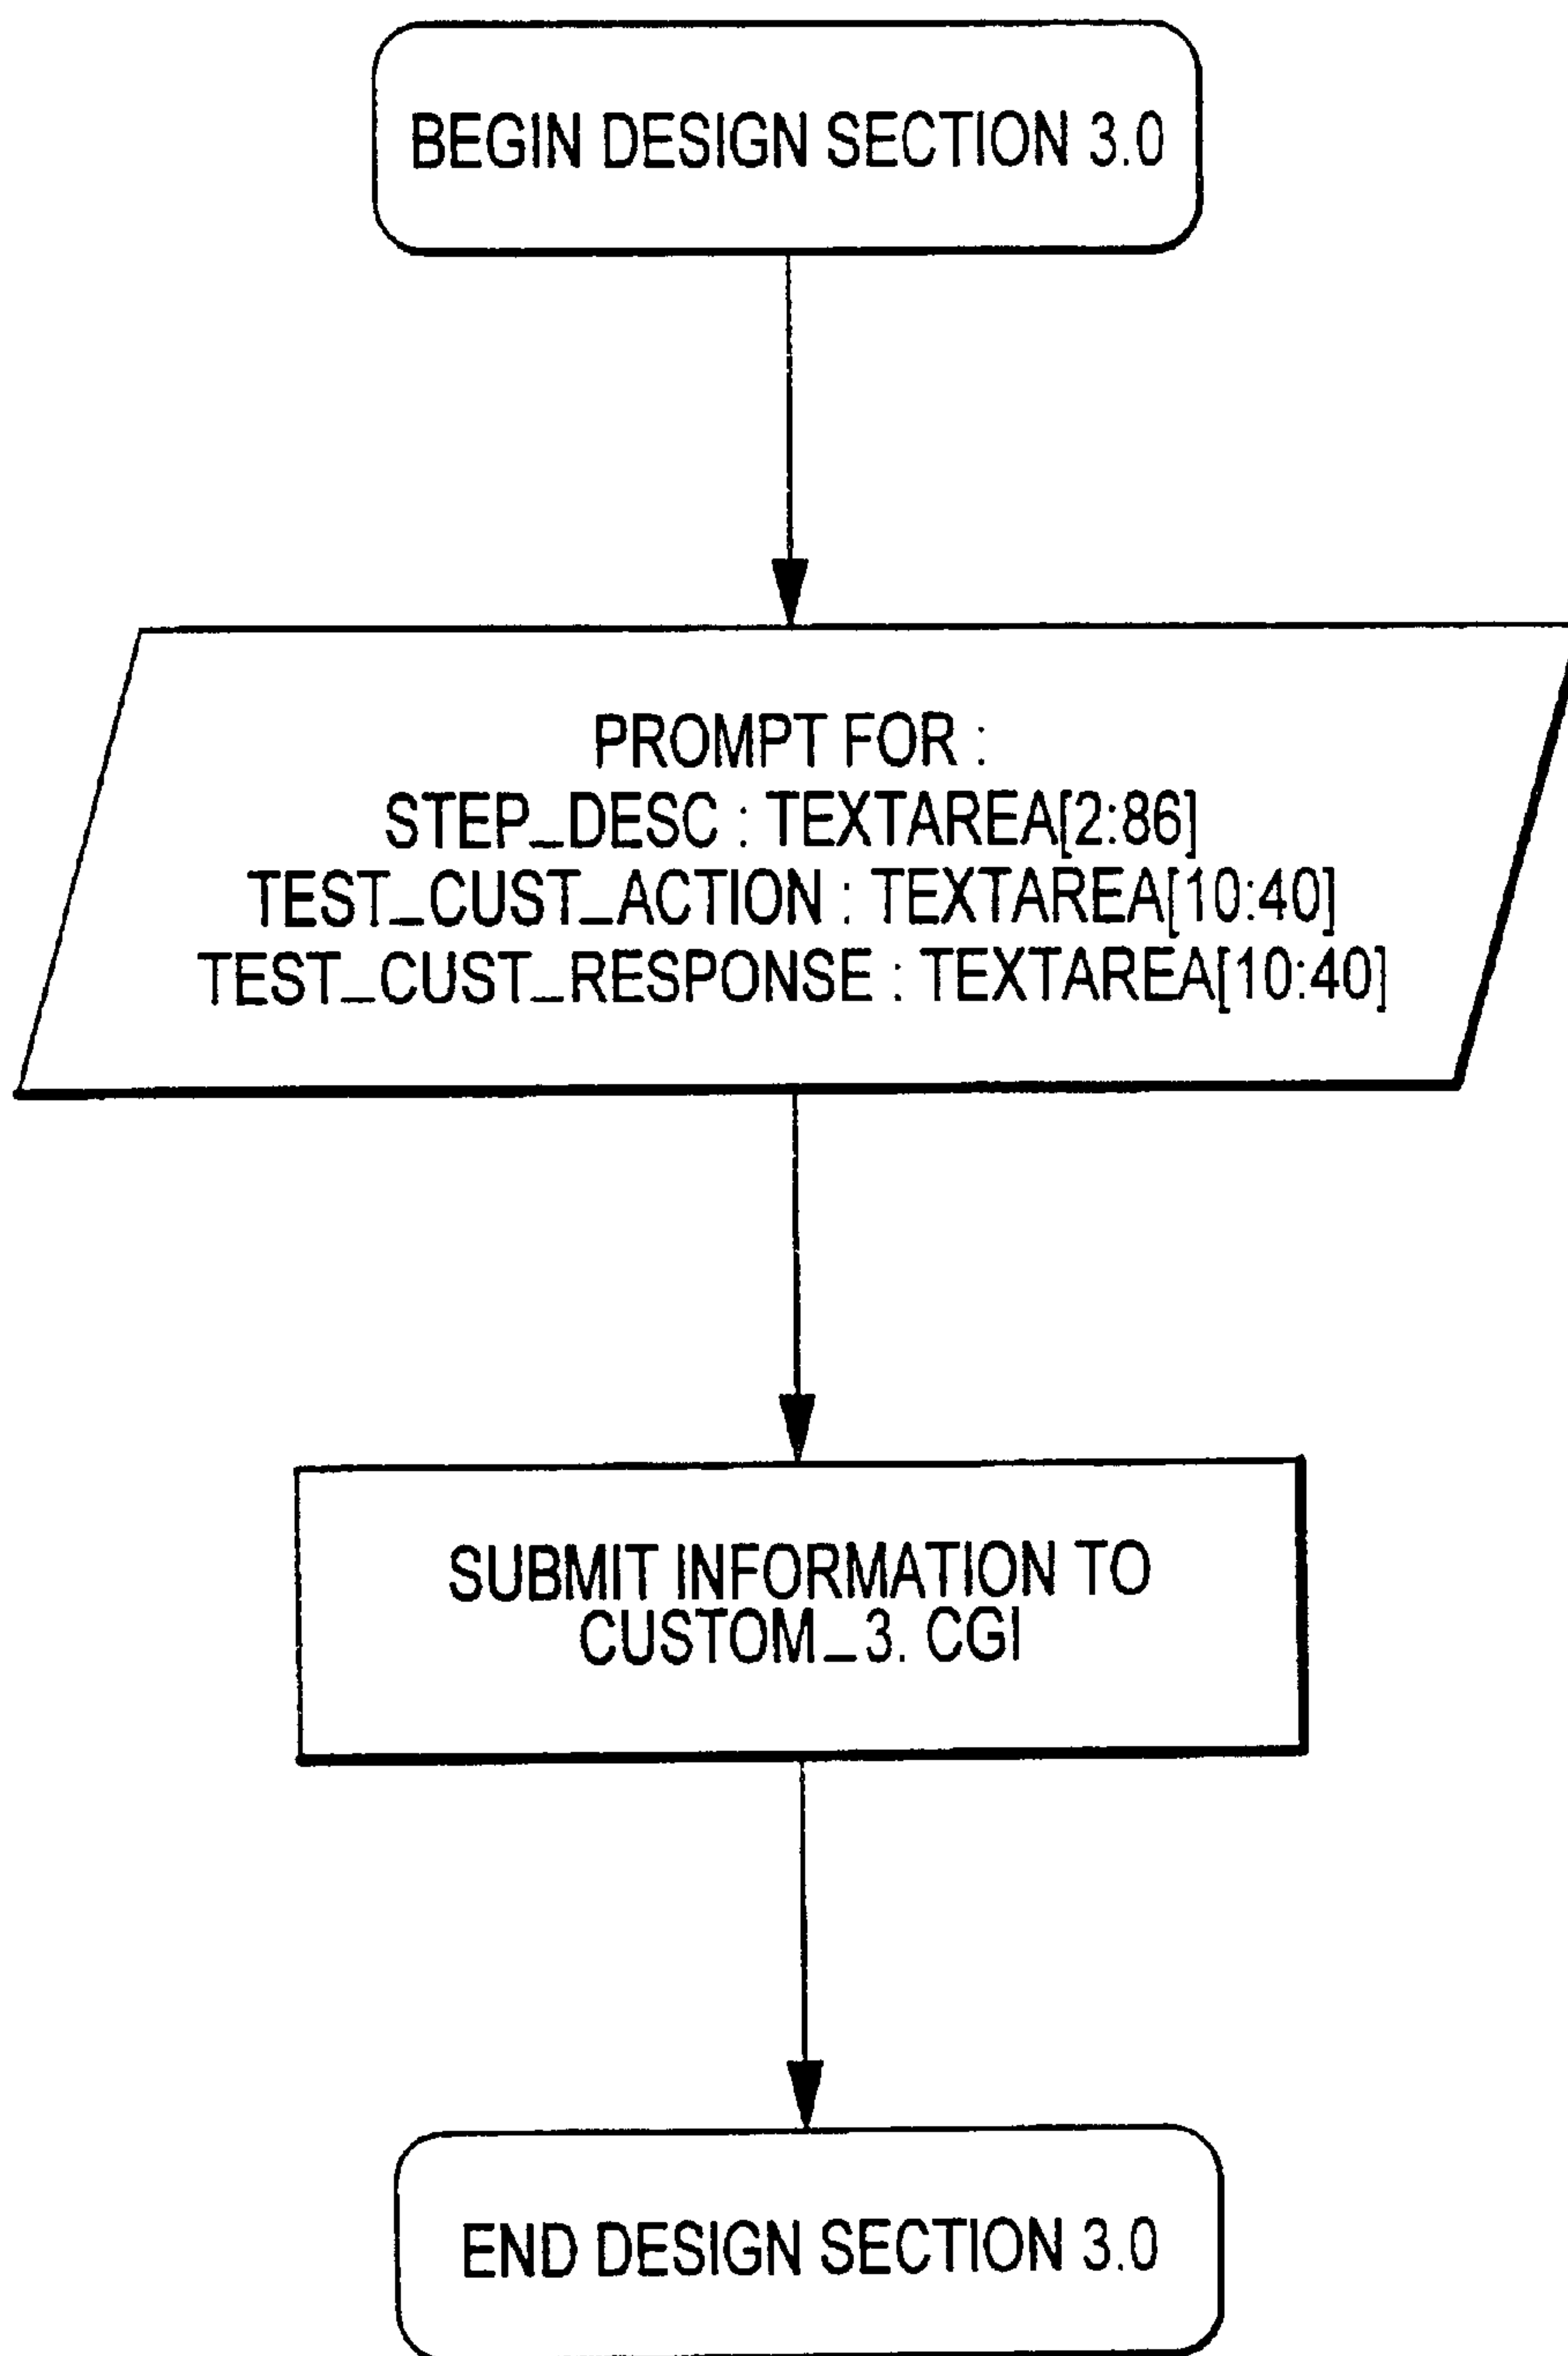 BEGIN DESIGN SECTION 3.0
PROMPT FOR :
STEP_DESC : TEXTAREA[2:86]
TEST_CUST_ACTION : TEXTAREA[10:40]
TEST_CUST_RESPONSE : TEXTAREA[10:40]
SUBMIT INFORMATION TO
CUSTOM_3. CGI
END DESIGN SECTION 3.0